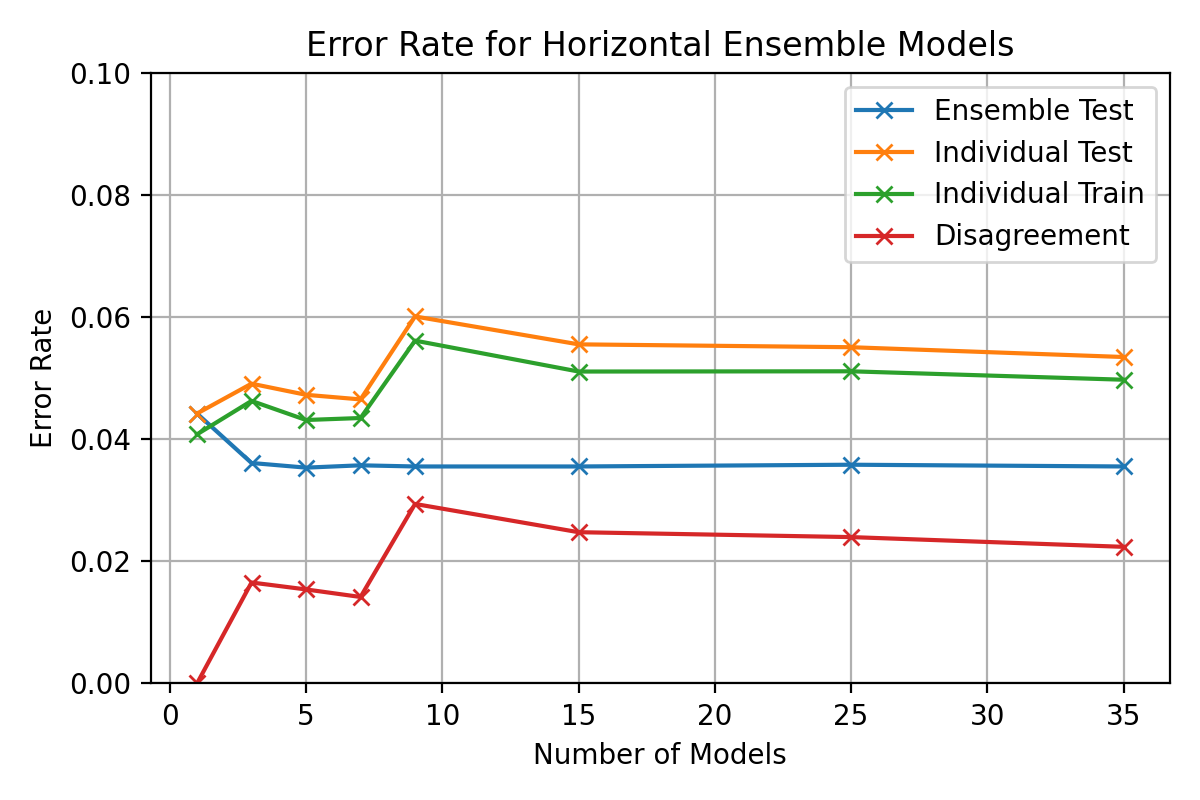 Error Rate for Horizontal Ensemble Models
0.10
0.08
0.06
0.04
0.02
0.00
Error Rate
Ensemble Test
Individual Test
Individual Train
Disagreement
0 5 10 15 20 25 30 35
Number of Models